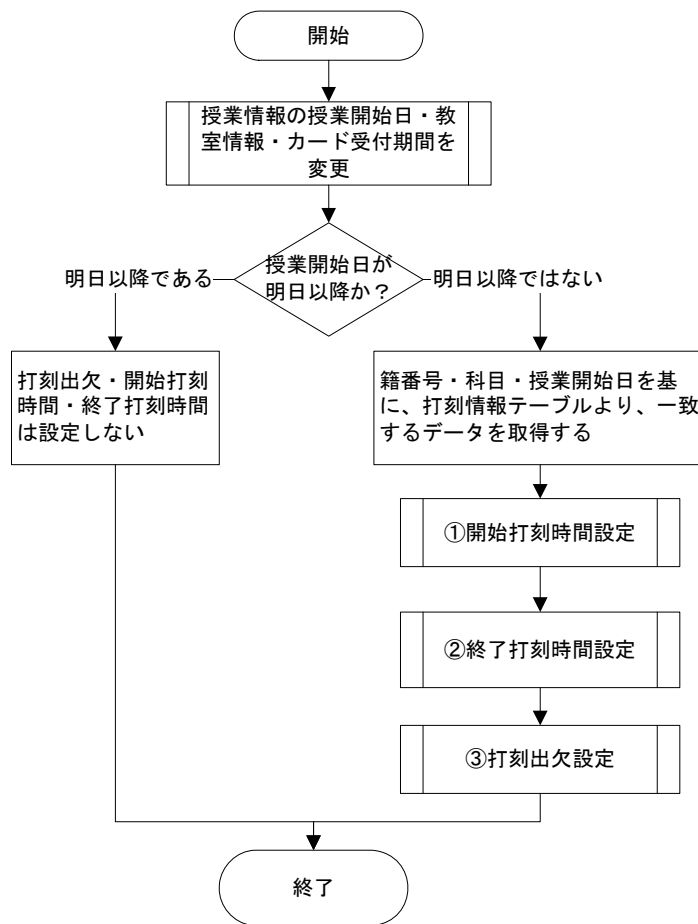 開始
授業情報の授業開始日・教
室情報・カード受付期間を
変更
授業開始日が
明日以降か？
明日以降である
明日以降ではない
打刻出欠・開始打刻
時間・終了打刻時間
は設定しない
籍番号・科目・授業開始日を基
に、打刻情報テーブルより、一致
するデータを取得する
①開始打刻時間設定
②終了打刻時間設定
③打刻出欠設定
終了